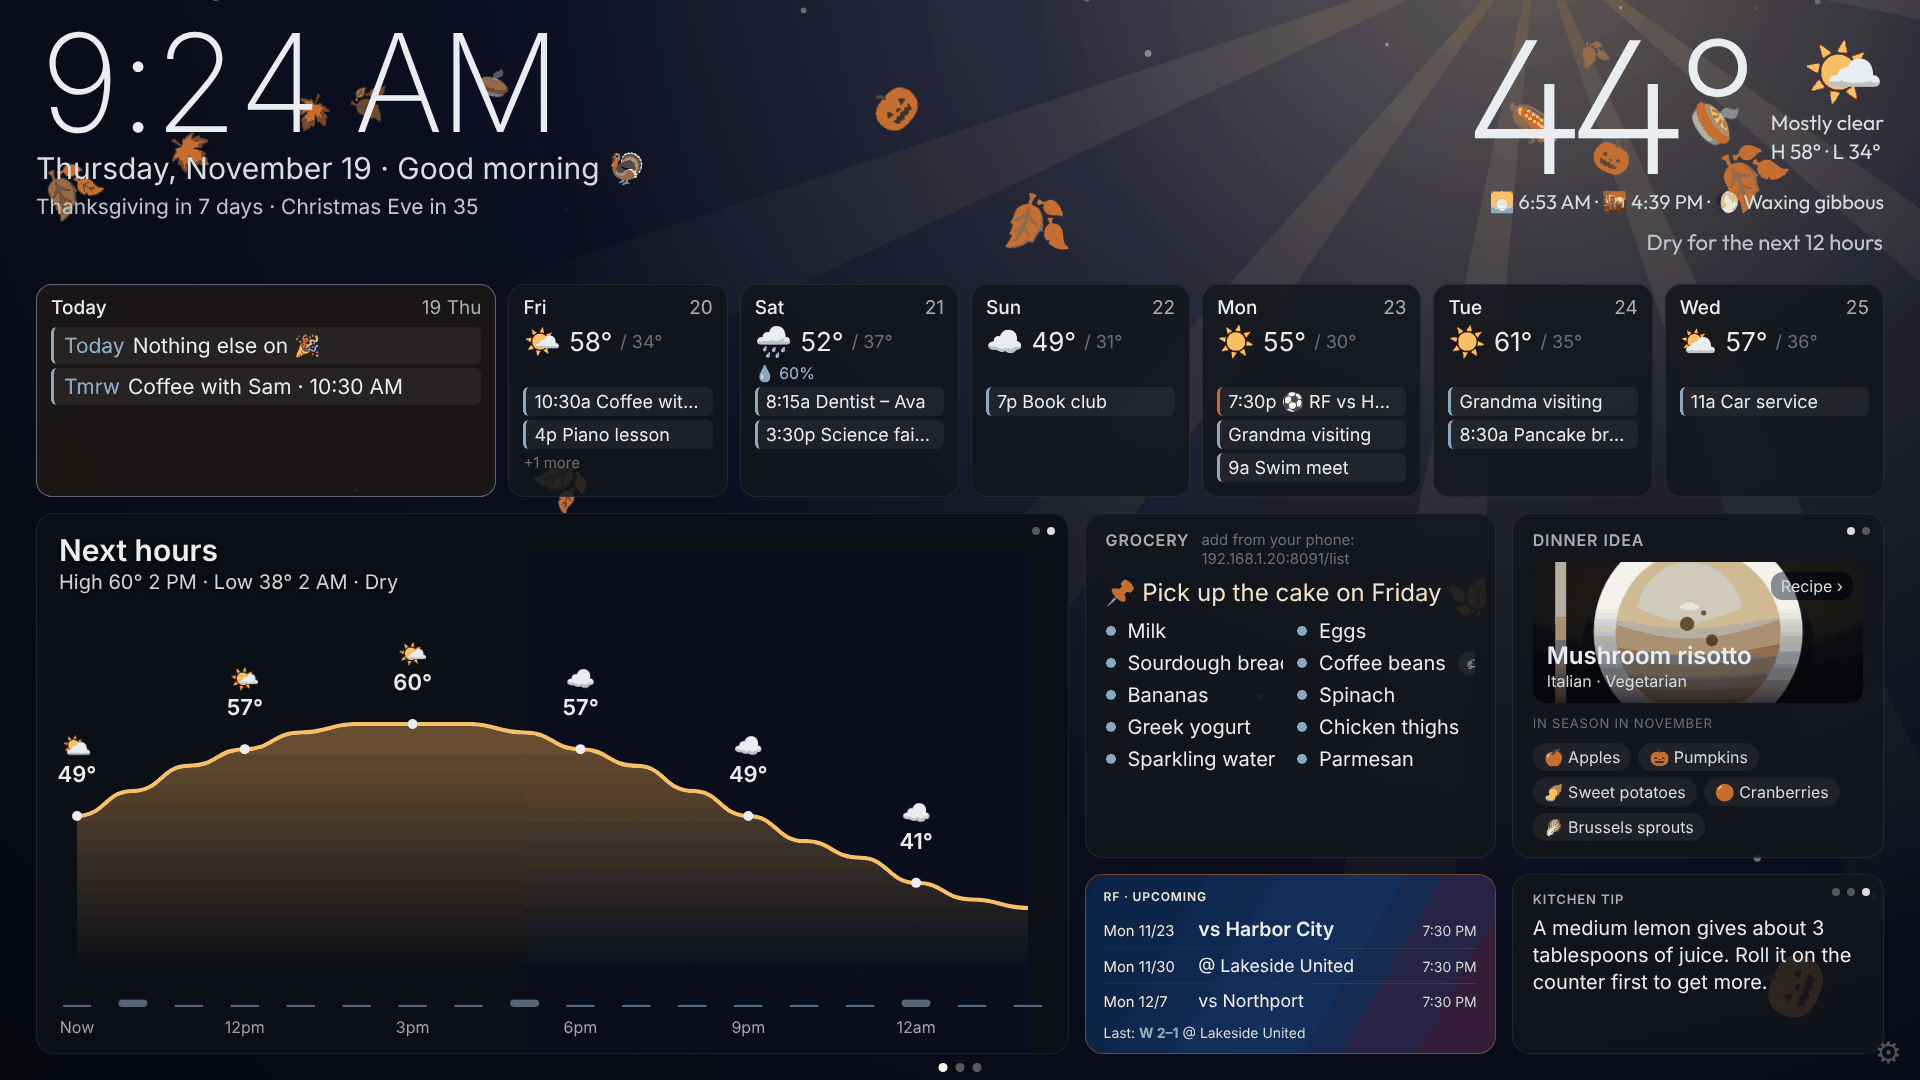 9:24 AM
Thursday, November 19 · Good morning
Thanksgiving in 7 days · Christmas Eve in 35
44°
Mostly clear
H 58° · L 34°
6:53 AM · 4:39 PM · Waxing gibbous
Dry for the next 12 hours
Today 19 Thu
Today Nothing else on 🎉
Tmrw Coffee with Sam · 10:30 AM
Fri 20
58° / 34°
10:30a Coffee wit…
4p Piano lesson
+1 more
Sat 21
52° / 37°
60%
8:15a Dentist – Ava
3:30p Science fai…
Sun 22
49° / 31°
7p Book club
Mon 23
55° / 30°
7:30p ⚽ RF vs H…
Grandma visiting
9a Swim meet
Tue 24
61° / 35°
Grandma visiting
8:30a Pancake br…
Wed 25
57° / 36°
11a Car service
Next hours
High 60° 2 PM · Low 38° 2 AM · Dry
49°
57°
60°
57°
49°
41°
Now 12pm 3pm 6pm 9pm 12am
GROCERY add from your phone:
192.168.1.20:8091/list
📌 Pick up the cake on Friday
Milk
Eggs
Sourdough brea
Coffee beans
Bananas
Spinach
Greek yogurt
Chicken thighs
Sparkling water
Parmesan
RF · UPCOMING
Mon 11/23 vs Harbor City 7:30 PM
Mon 11/30 @ Lakeside United 7:30 PM
Mon 12/7 vs Northport 7:30 PM
Last: W 2–1 @ Lakeside United
DINNER IDEA
Recipe ›
Mushroom risotto
Italian · Vegetarian
IN SEASON IN NOVEMBER
Apples
Pumpkins
Sweet potatoes
Cranberries
Brussels sprouts
KITCHEN TIP
A medium lemon gives about 3
tablespoons of juice. Roll it on the
counter first to get more.